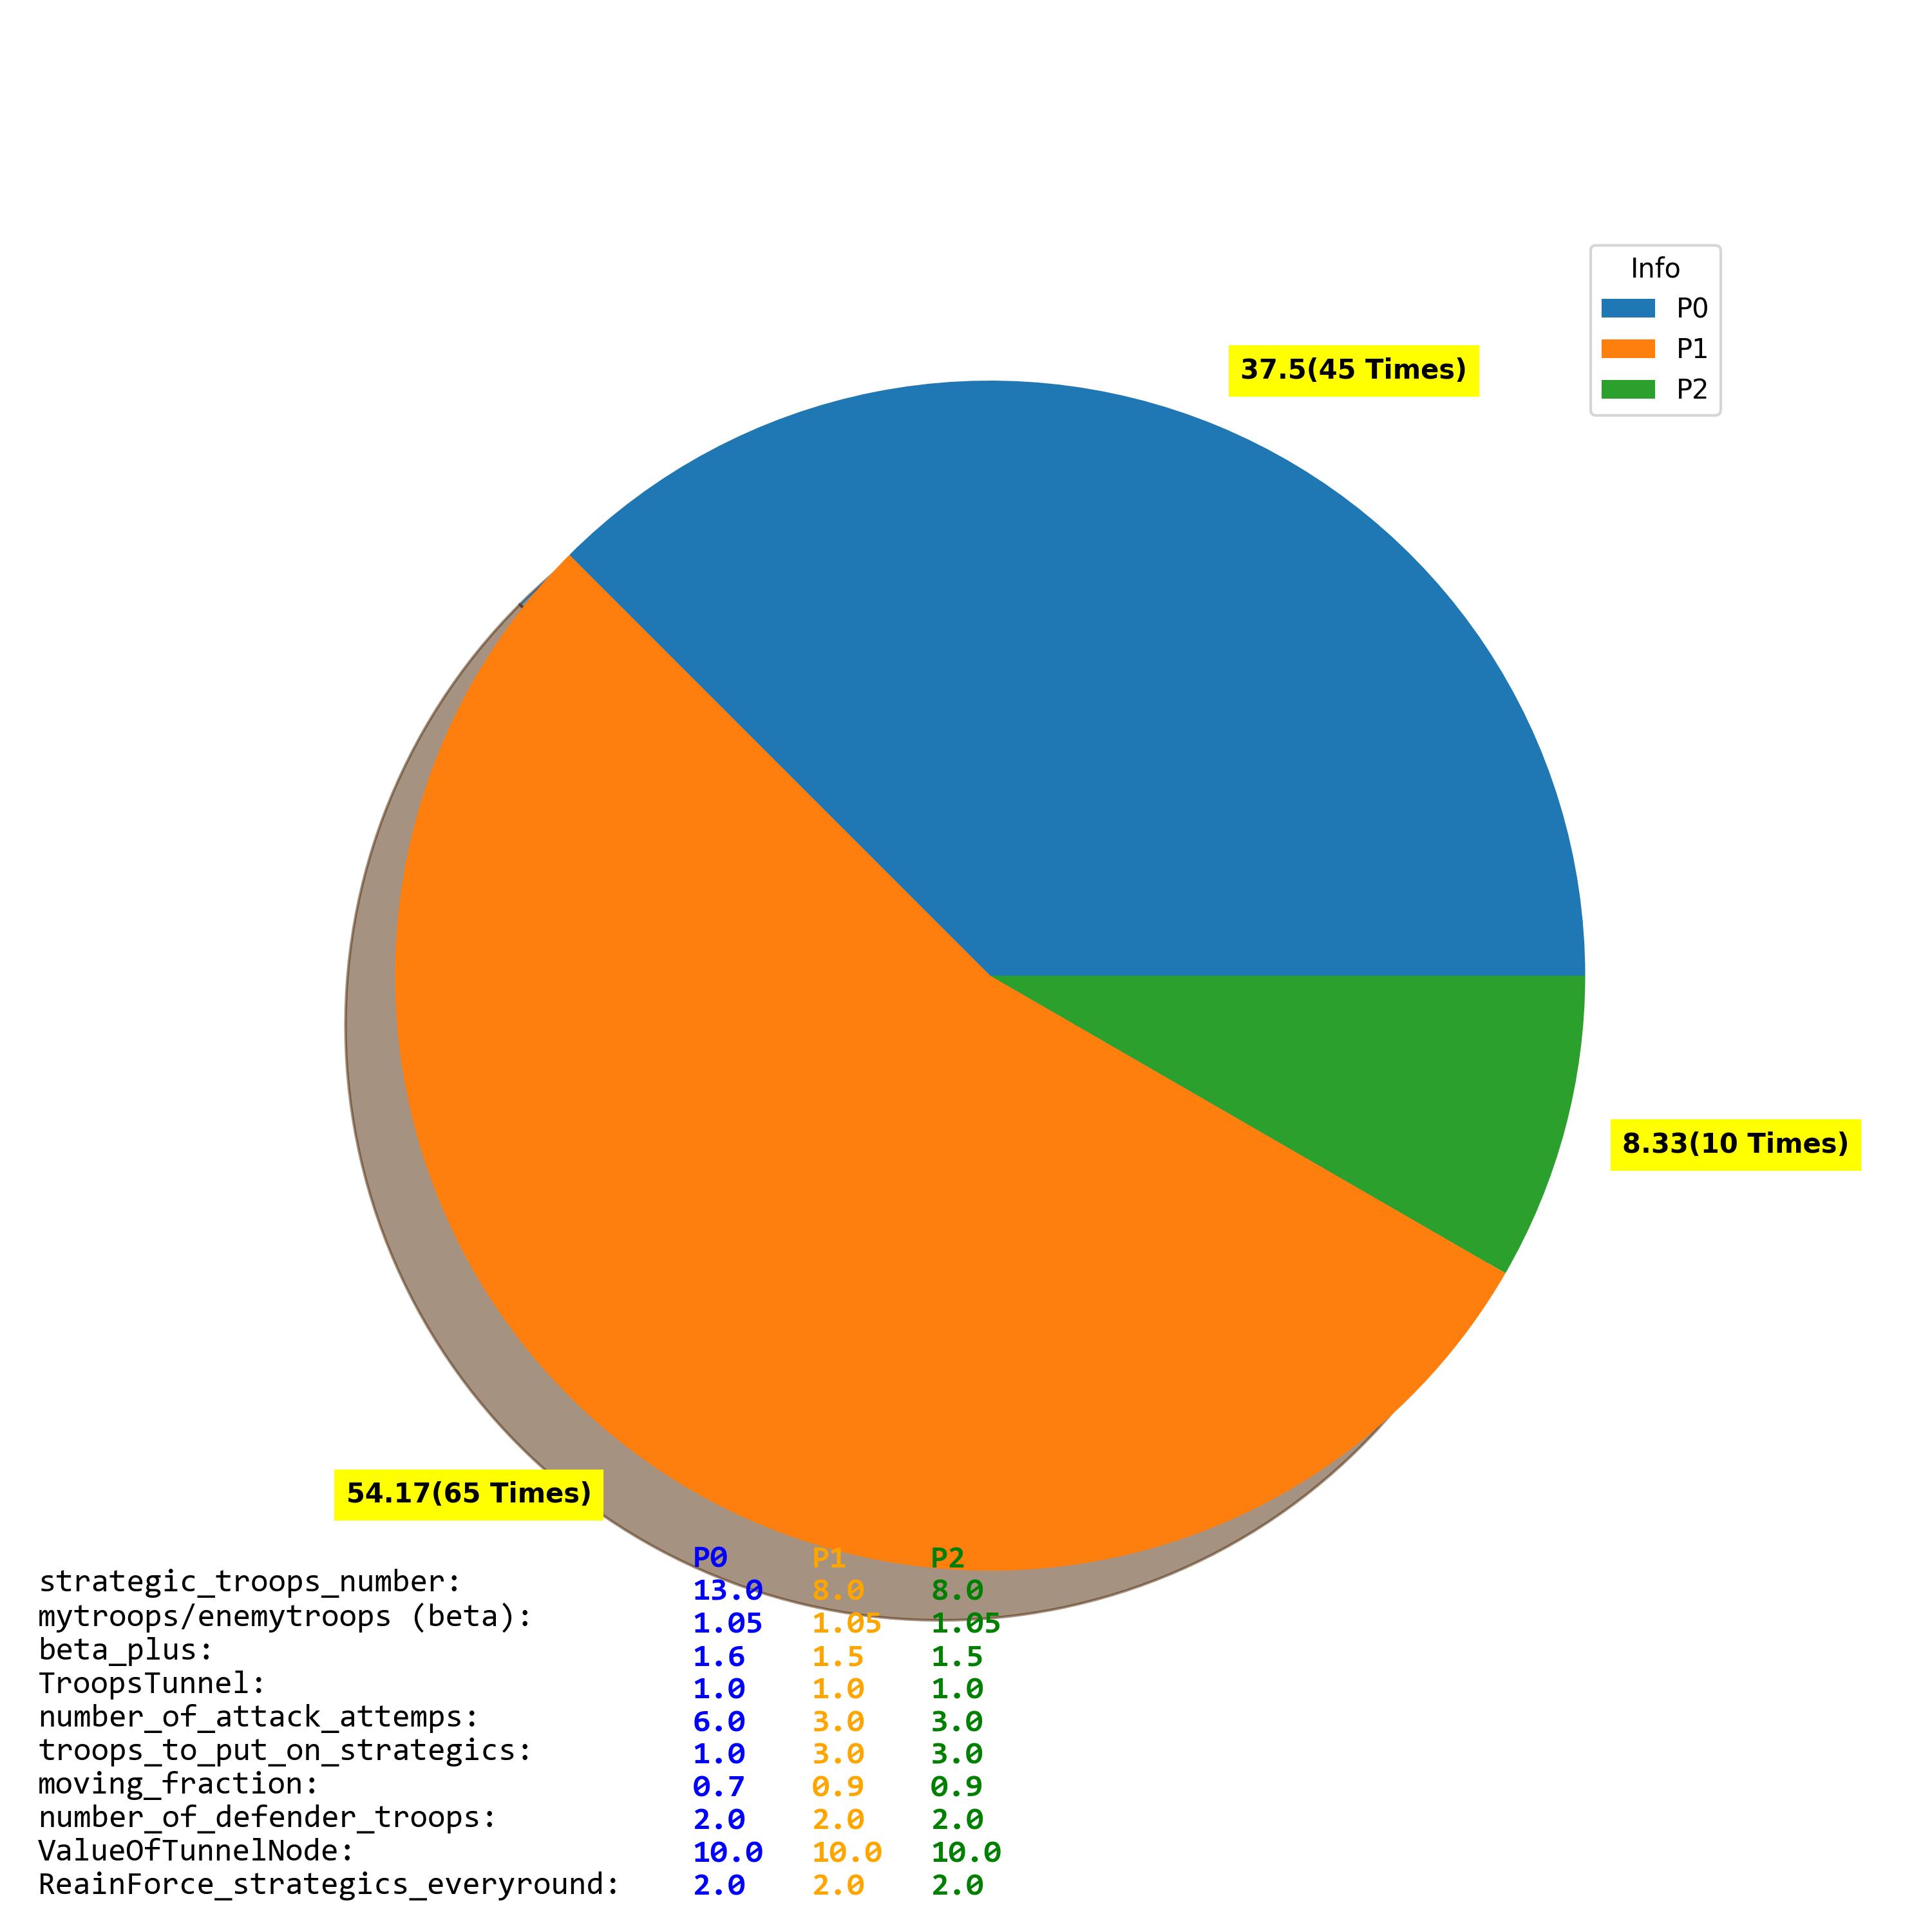 Info
P0
P1
P2
37.5(45 Times)
8.33(10 Times)
54.17(65 Times)
P0 P1 P2
strategic_troops_number: 13.0 8.0 8.0
mytroops/enemytroops (beta): 1.05 1.05 1.05
beta_plus: 1.6 1.5 1.5
TroopsTunnel: 1.0 1.0 1.0
number_of_attack_attemps: 6.0 3.0 3.0
troops_to_put_on_strategics: 1.0 3.0 3.0
moving_fraction: 0.7 0.9 0.9
number_of_defender_troops: 2.0 2.0 2.0
ValueOfTunnelNode: 10.0 10.0 10.0
ReainForce_strategics_everyround: 2.0 2.0 2.0